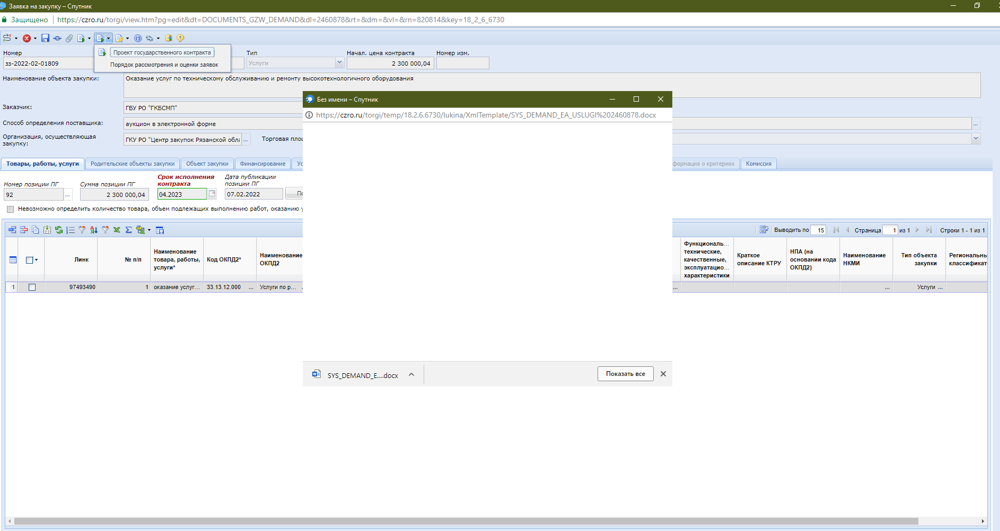 Заявка на закупку – Спутник
Защищено
https://czro.ru/torgi/view.htm?pg=edit&dt=DOCUMENTS_GZW_DEMAND&dl=2460878&rt=&dm=&vl=&rn=820814&key=18_2_6_6730
Проект государственного контракта
Порядок рассмотрения и оценки заявок
Номер
Тип
Начал. цена контракта
Номер изм.
зз-2022-02-01809
Услуги
2 300 000,04
Наименование объекта закупки:
Оказание услуг по техническому обслуживанию и ремонту высокотехнологичного оборудования
Заказчик:
ГБУ РО "ГКБСМП"
Способ определения поставщика:
аукцион в электронной форме
...
Организация, осуществляющая
закупку:
ГКУ РО "Центр закупок Рязанской обла
...
Торговая пло
Товары, работы, услуги
Родительские объекты закупки
Объект закупки
Финансирование
Ус
формация о критериях
Комиссия
Номер позиции ПГ
Сумма позиции ПГ
Срок исполнения
контракта
Дата публикации
позиции ПГ
92
...
2 300 000,04
04.2023
07.02.2022
По
Невозможно определить количество товара, объем подлежащих выполнению работ, оказанию у
Выводить по
15
Страница
1
из 1
Строки 1 - 1 из 1
Линк
№ п/п
Наименование
товара, работы,
услуги*
Код ОКПД2*
Наименование
ОКПД2
Функциональ...
технические,
качественные,
эксплуатацио...
характеристики
Краткое
описание КТРУ
НПА (на
основании кода
ОКПД2)
Наименование
НКМИ
Тип объекта
закупки
Региональны
классификат
1
97493490
1
оказание услуг...
33.13.12.000
...
Услуги по р...
...
...
Услуги
...
Без имени – Спутник
https://czro.ru/torgi/temp/18.2.6.6730/lukina/XmlTemplate/SYS_DEMAND_EA_USLUGI%202460878.docx
SYS_DEMAND_E....docx
Показать все